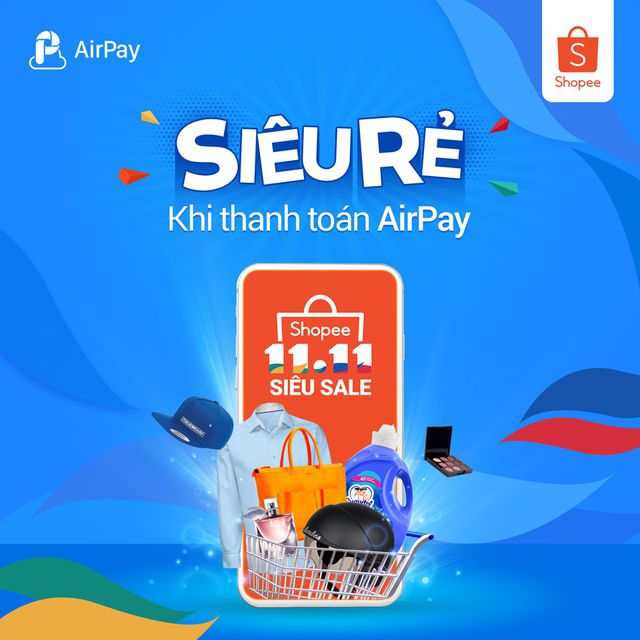 AirPay
Shopee
SIÊU RẺ
Khi thanh toán AirPay
Shopee
11.11
SIÊU SALE